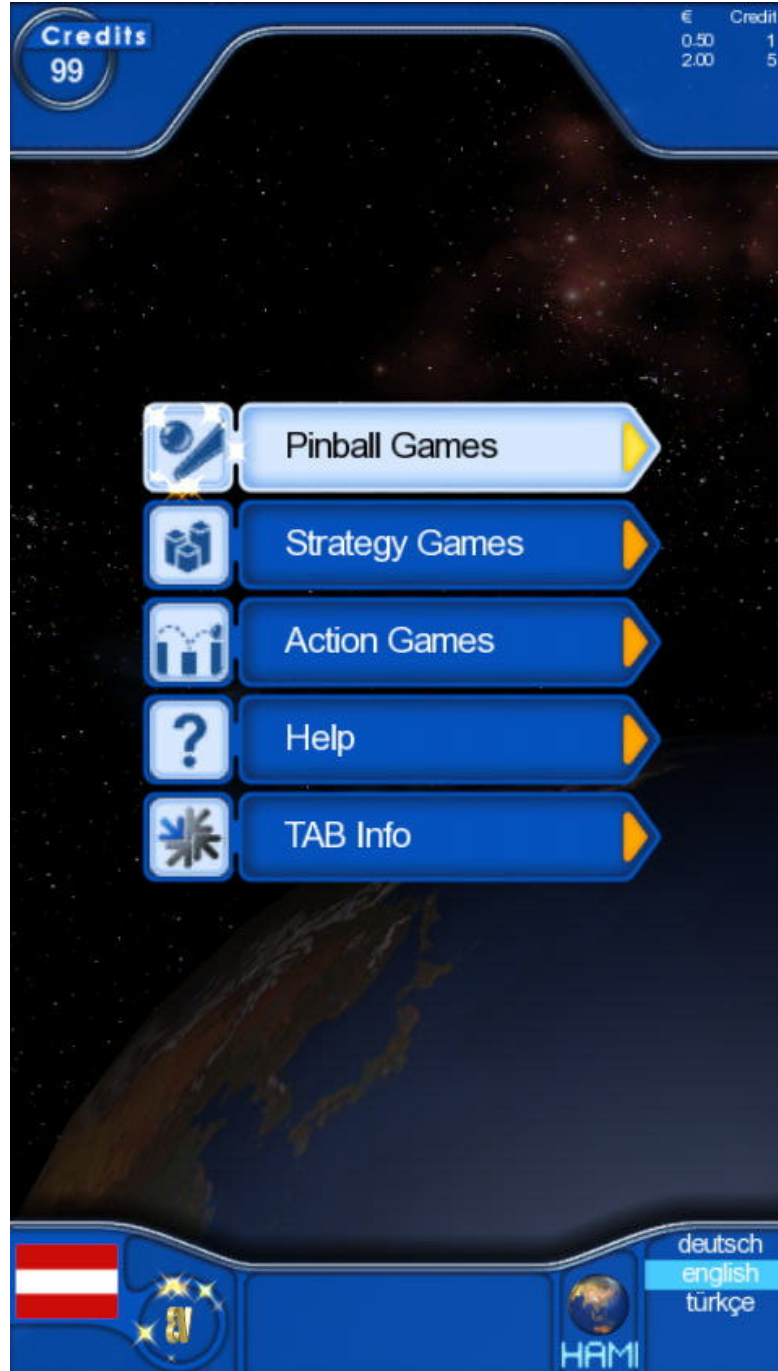 Credits
99
€ Credit
0.50 1
2.00 5
Pinball Games
Strategy Games
Action Games
Help
TAB Info
deutsch
english
türkçe
HAMI